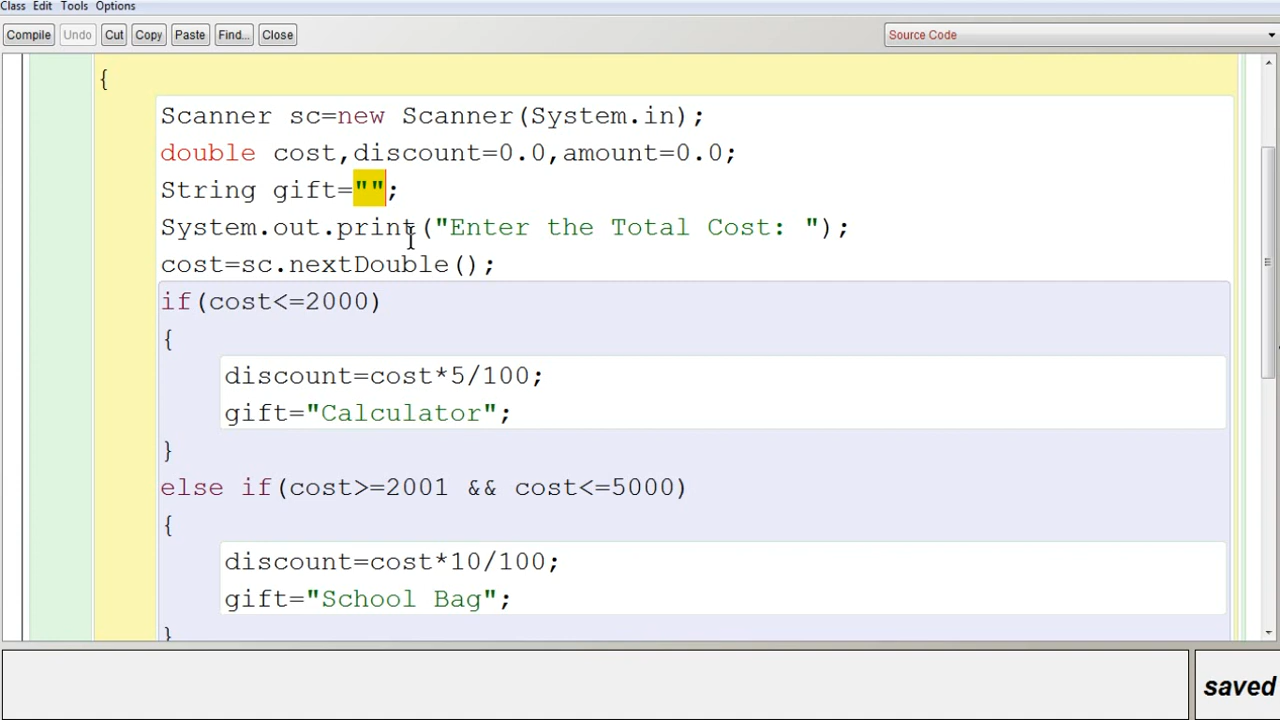 Class Edit Tools Options
Compile Undo Cut Copy Paste Find... Close Source Code
{
Scanner sc=new Scanner(System.in);
double cost,discount=0.0,amount=0.0;
String gift="";
System.out.print("Enter the Total Cost: ");
cost=sc.nextDouble();
if(cost<=2000)
{
discount=cost*5/100;
gift="Calculator";
}
else if(cost>=2001 && cost<=5000)
{
discount=cost*10/100;
gift="School Bag";
}
saved